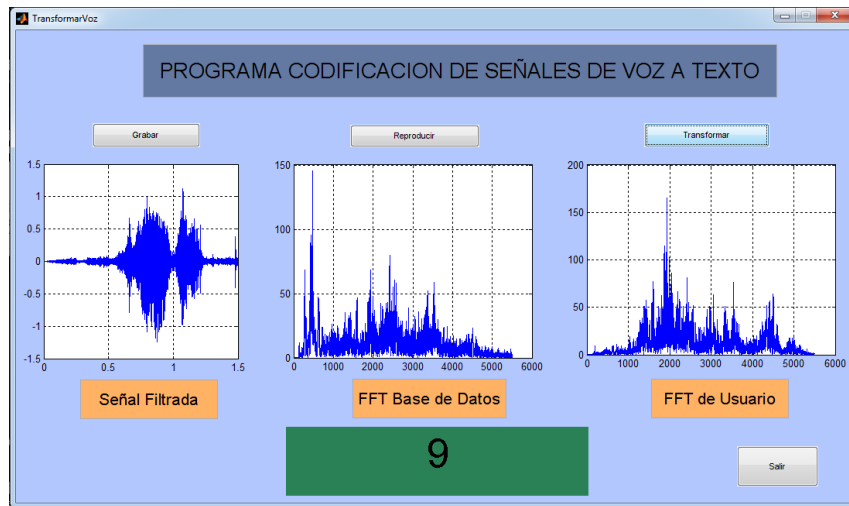 TransformarVoz
PROGRAMA CODIFICACION DE SEÑALES DE VOZ A TEXTO
Grabar
Reproducir
Transformar
1.5
1
0.5
0
-0.5
-1
-1.5
0 0.5 1 1.5
150
100
50
0
0 1000 2000 3000 4000 5000 6000
200
150
100
50
0
0 1000 2000 3000 4000 5000 6000
Señal Filtrada
FFT Base de Datos
FFT de Usuario
9
Salir